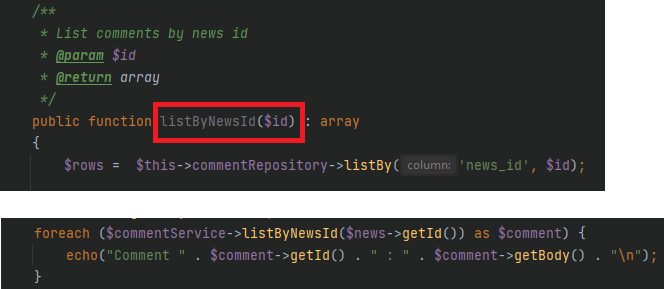 /**
 * List comments by news id
 * @param $id
 * @return array
 */
public function listByNewsId($id) : array
{
    $rows =  $this->commentRepository->listBy( column: 'news_id', $id);
foreach ($commentService->listByNewsId($news->getId()) as $comment) {
    echo("Comment " . $comment->getId() . " : " . $comment->getBody() . "\n");
}